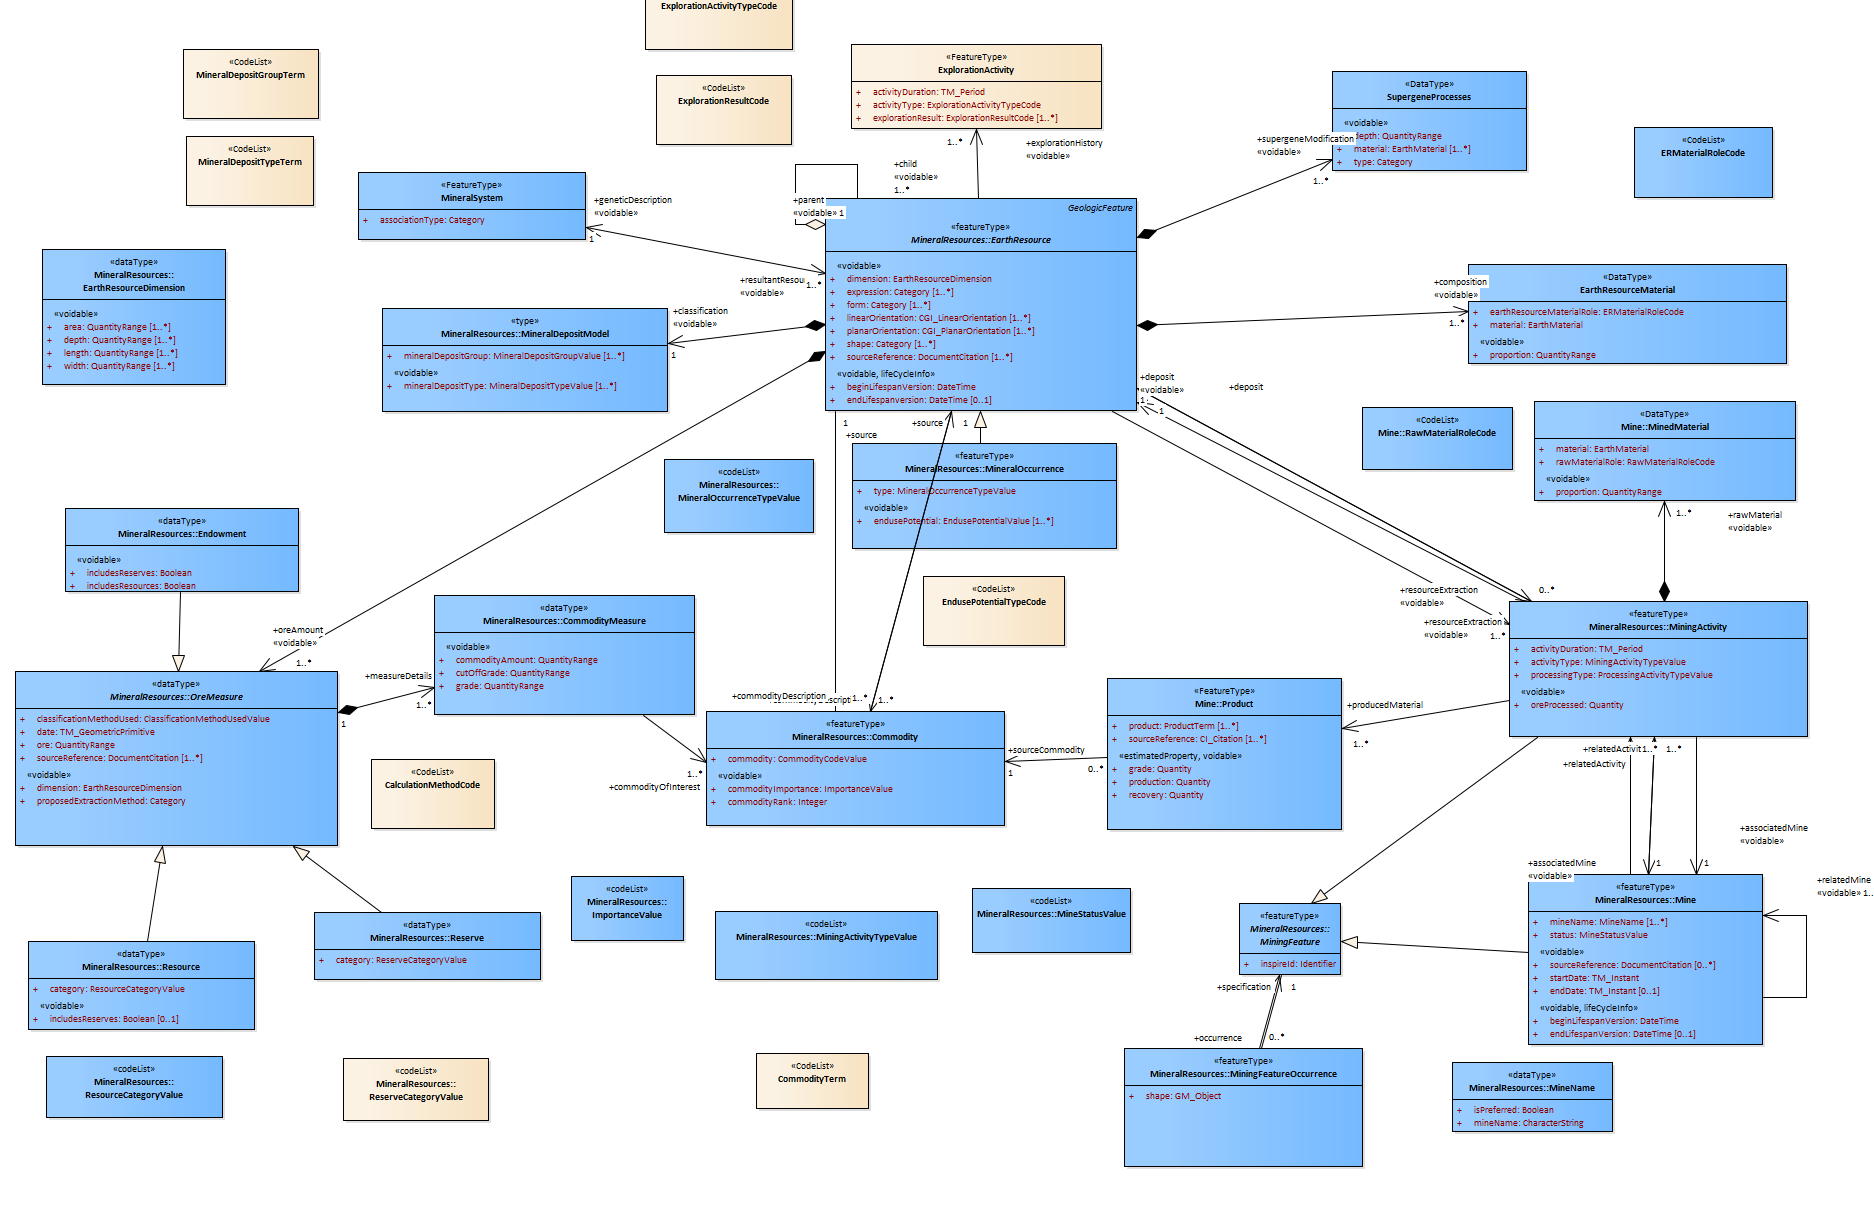 ExplorationActivityTypeCode
«CodeList»
MineralDepositGroupTerm
«CodeList»
MineralDepositTypeTerm
«CodeList»
ExplorationResultCode
«FeatureType»
ExplorationActivity
+ activityDuration: TM_Period
+ activityType: ExplorationActivityTypeCode
+ explorationResult: ExplorationResultCode [1..*]
1..*
+explorationHistory
«voidable»
«DataType»
SupergeneProcesses
«voidable»
depth: QuantityRange
+ material: EarthMaterial [1..*]
+ type: Category
+supergeneModification
«voidable»
1..*
«CodeList»
ERMaterialRoleCode
«FeatureType»
MineralSystem
+ associationType: Category
+geneticDescription
«voidable»
1
+child
«voidable»
1..*
+parent
«voidable» 1
GeologicFeature
«featureType»
MineralResources::EarthResource
«voidable»
+ dimension: EarthResourceDimension
+ expression: Category [1..*]
+ form: Category [1..*]
+ linearOrientation: CGI_LinearOrientation [1..*]
+ planarOrientation: CGI_PlanarOrientation [1..*]
+ shape: Category [1..*]
+ sourceReference: DocumentCitation [1..*]
«voidable, lifeCycleInfo»
+ beginLifespanVersion: DateTime
+ endLifespanversion: DateTime [0..1]
+resultantResou
1..*
«voidable»
«dataType»
MineralResources::
EarthResourceDimension
«voidable»
+ area: QuantityRange [1..*]
+ depth: QuantityRange [1..*]
+ length: QuantityRange [1..*]
+ width: QuantityRange [1..*]
«type»
MineralResources::MineralDepositModel
+ mineralDepositGroup: MineralDepositGroupValue [1..*]
«voidable»
+ mineralDepositType: MineralDepositTypeValue [1..*]
+classification
«voidable»
1
+composition
«voidable»
1..*
«DataType»
EarthResourceMaterial
+ earthResourceMaterialRole: ERMaterialRoleCode
+ material: EarthMaterial
«voidable»
+ proportion: QuantityRange
+deposit
«voidable»
1
1
+deposit
«CodeList»
Mine::RawMaterialRoleCode
«DataType»
Mine::MinedMaterial
+ material: EarthMaterial
+ rawMaterialRole: RawMaterialRoleCode
«voidable»
+ proportion: QuantityRange
1..*
+rawMaterial
«voidable»
1
+source
+source
1
«featureType»
MineralResources::MineralOccurrence
+ type: MineralOccurrenceTypeValue
«voidable»
+ endusePotential: EndusePotentialValue [1..*]
«codeList»
MineralResources::
MineralOccurrenceTypeValue
«dataType»
MineralResources::Endowment
«voidable»
+ includesReserves: Boolean
+ includesResources: Boolean
«CodeList»
EndusePotentialTypeCode
+resourceExtraction
«voidable»
0..*
+resourceExtraction
«voidable»
1..*
«featureType»
MineralResources::MiningActivity
+ activityDuration: TM_Period
+ activityType: MiningActivityTypeValue
+ processingType: ProcessingActivityTypeValue
«voidable»
+ oreProcessed: Quantity
«dataType»
MineralResources::CommodityMeasure
«voidable»
+ commodityAmount: QuantityRange
+ cutOffGrade: QuantityRange
+ grade: QuantityRange
+oreAmount
«voidable»
1..*
+measureDetails
1..*
1
«dataType»
MineralResources::OreMeasure
+ classificationMethodUsed: ClassificationMethodUsedValue
+ date: TM_GeometricPrimitive
+ ore: QuantityRange
+ sourceReference: DocumentCitation [1..*]
«voidable»
+ dimension: EarthResourceDimension
+ proposedExtractionMethod: Category
+commodityDescription
1..*
1..*
«featureType»
MineralResources::Commodity
+ commodity: CommodityCodeValue
«voidable»
+ commodityImportance: ImportanceValue
+ commodityRank: Integer
1..*
+commodityOfInterest
+sourceCommodity
1
0..*
«FeatureType»
Mine::Product
+ product: ProductTerm [1..*]
+ sourceReference: CI_Citation [1..*]
«estimatedProperty, voidable»
+ grade: Quantity
+ production: Quantity
+ recovery: Quantity
+producedMaterial
1..*
+relatedActivit 1..*
1..*
+relatedActivity
«CodeList»
CalculationMethodCode
+associatedMine
«voidable»
+associatedMine
«voidable»
1
1
+relatedMine
«voidable» 1..
«featureType»
MineralResources::Mine
+ mineName: MineName [1..*]
+ status: MineStatusValue
«voidable»
+ sourceReference: DocumentCitation [0..*]
+ startDate: TM_Instant
+ endDate: TM_Instant [0..1]
«voidable, lifeCycleInfo»
+ beginLifespanVersion: DateTime
+ endLifespanVersion: DateTime [0..1]
«codeList»
MineralResources::
ImportanceValue
«codeList»
MineralResources::MiningActivityTypeValue
«codeList»
MineralResources::MineStatusValue
«featureType»
MineralResources::
MiningFeature
+ inspireId: Identifier
+specification
1
+occurrence
0..*
«dataType»
MineralResources::Resource
+ category: ResourceCategoryValue
«voidable»
+ includesReserves: Boolean [0..1]
«dataType»
MineralResources::Reserve
+ category: ReserveCategoryValue
«codeList»
MineralResources::
ResourceCategoryValue
«codeList»
MineralResources::
ReserveCategoryValue
«CodeList»
CommodityTerm
«featureType»
MineralResources::MiningFeatureOccurrence
+ shape: GM_Object
«dataType»
MineralResources::MineName
+ isPreferred: Boolean
+ mineName: CharacterString